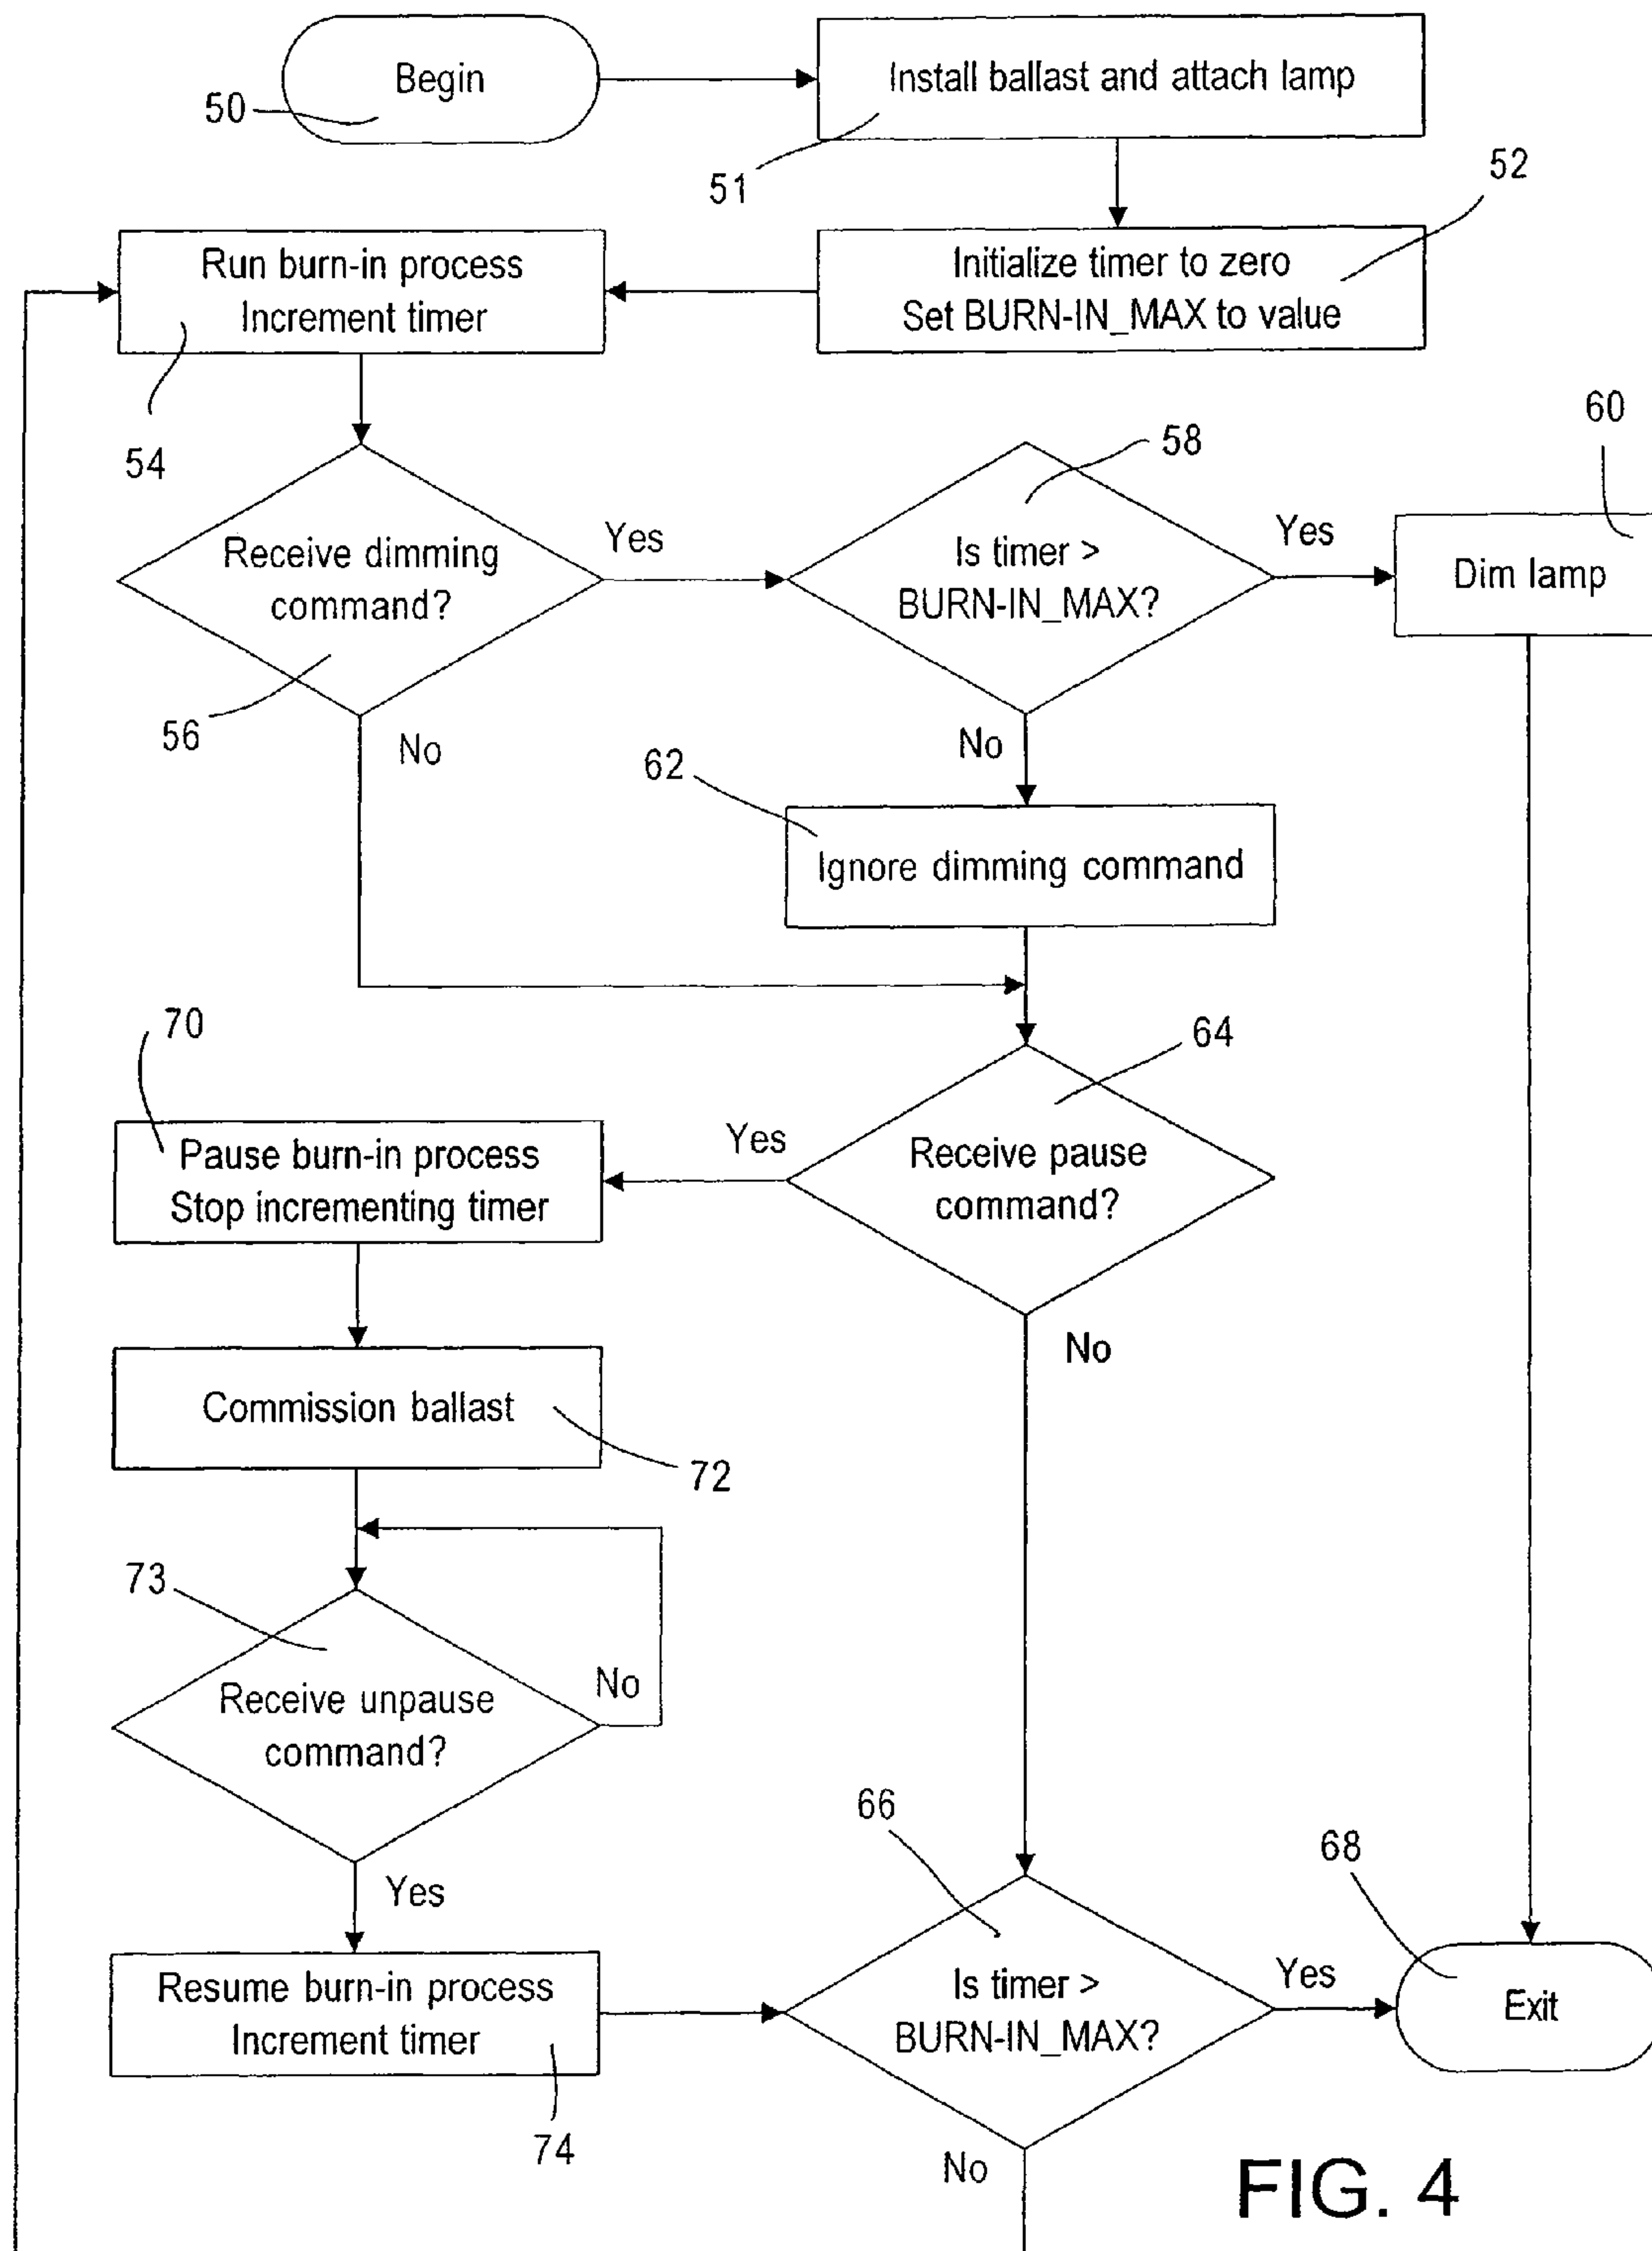 Begin
50
Install ballast and attach lamp
51
52
Initialize timer to zero
Set BURN-IN_MAX to value
Run burn-in process
Increment timer
54
Receive dimming
command?
56
Yes
No
58
Is timer >
BURN-IN_MAX?
Yes
No
60
Dim lamp
62
Ignore dimming command
64
Receive pause
command?
Yes
No
70
Pause burn-in process
Stop incrementing timer
Commission ballast
72
73
Receive unpause
command?
No
Yes
Resume burn-in process
Increment timer
74
66
Is timer >
BURN-IN_MAX?
Yes
No
68
Exit
FIG. 4